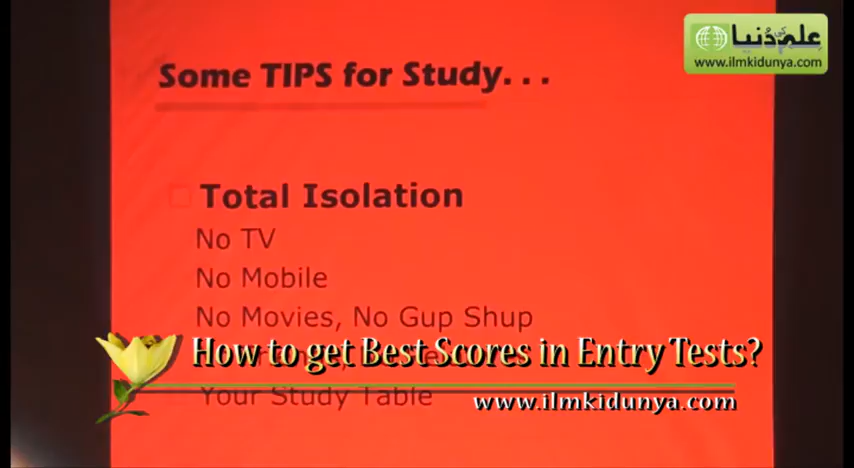 علم کی دُنیا
www.ilmkidunya.com
Some TIPS for Study...
Total Isolation
No TV
No Mobile
No Movies, No Gup Shup
How to get Best Scores in Entry Tests?
Your Study Table
www.ilmkidunya.com